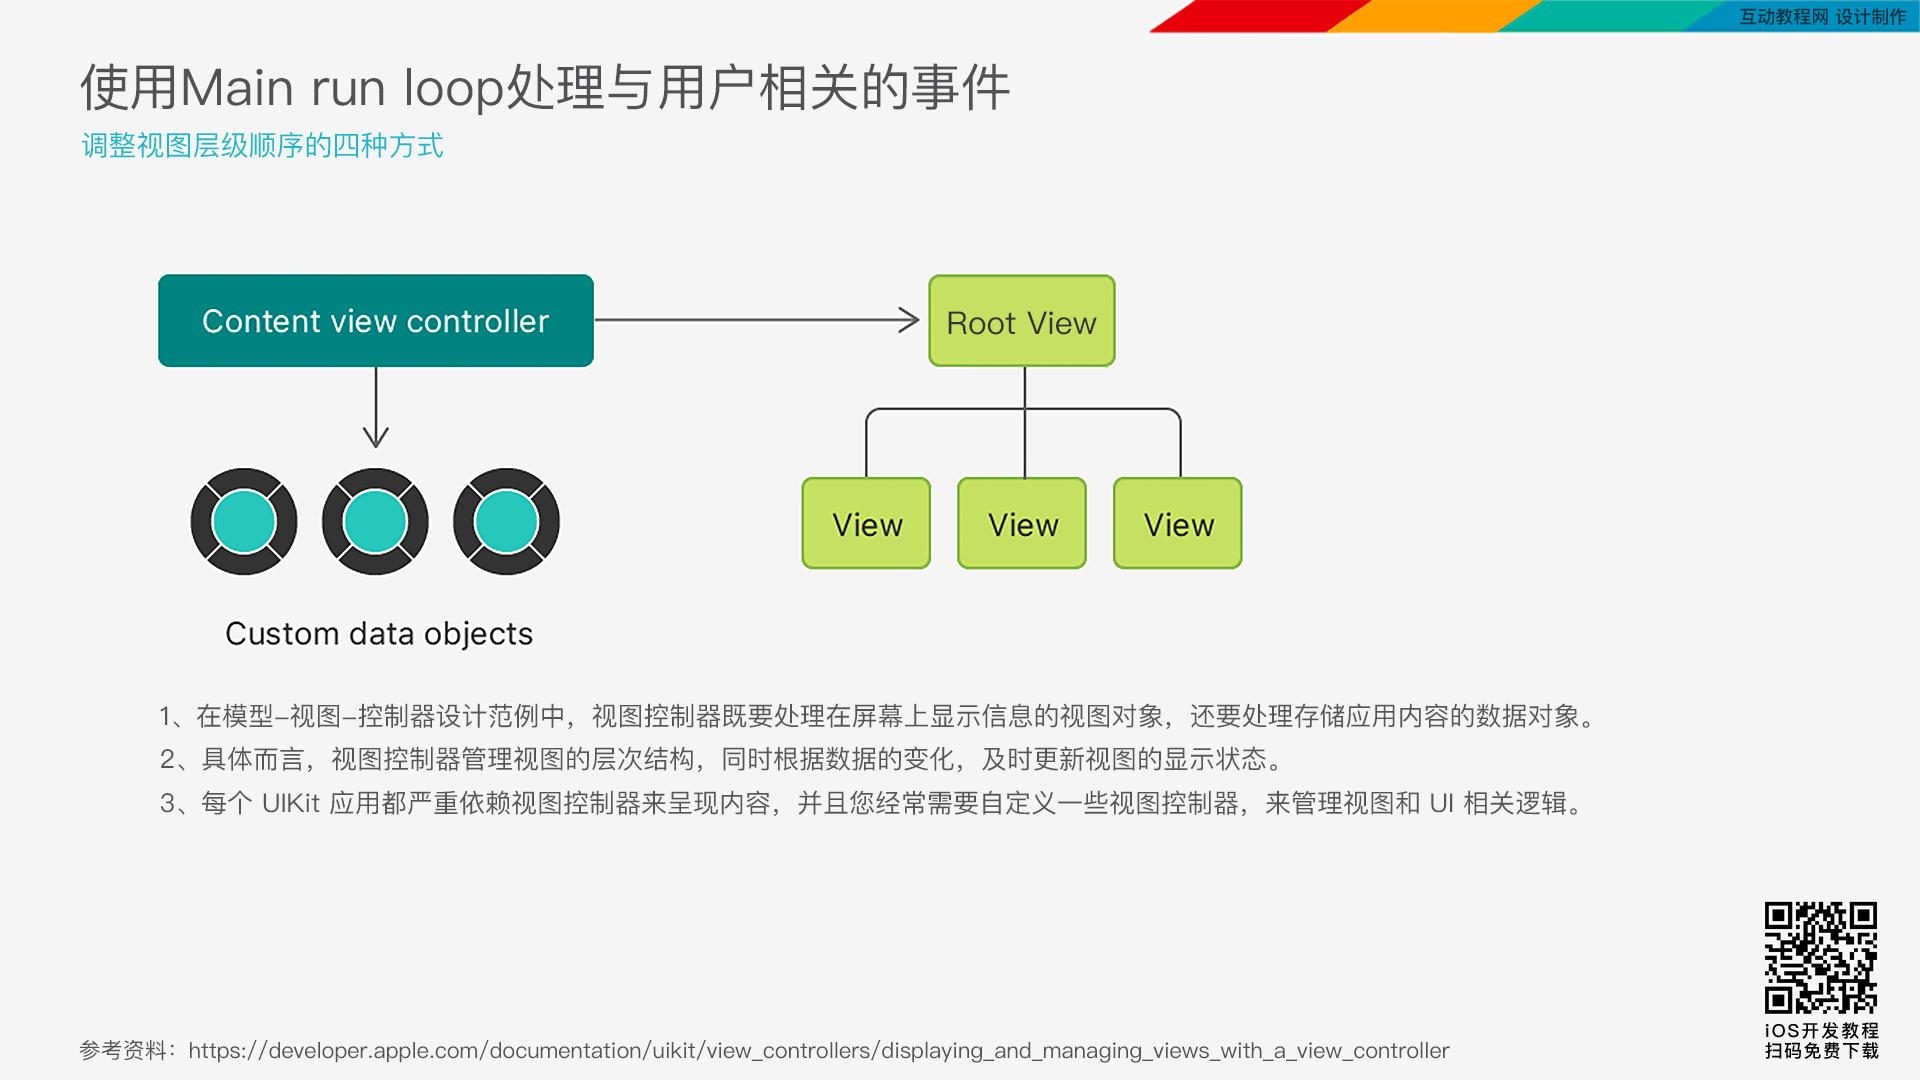 互动教程网 设计制作
使用Main run loop处理与用户相关的事件
调整视图层级顺序的四种方式
Content view controller
Root View
View
View
View
Custom data objects
1、在模型-视图-控制器设计范例中，视图控制器既要处理在屏幕上显示信息的视图对象，还要处理存储应用内容的数据对象。
2、具体而言，视图控制器管理视图的层次结构，同时根据数据的变化，及时更新视图的显示状态。
3、每个 UIKit 应用都严重依赖视图控制器来呈现内容，并且您经常需要自定义一些视图控制器，来管理视图和 UI 相关逻辑。
iOS开发教程
扫码免费下载
参考资料：https://developer.apple.com/documentation/uikit/view_controllers/displaying_and_managing_views_with_a_view_controller